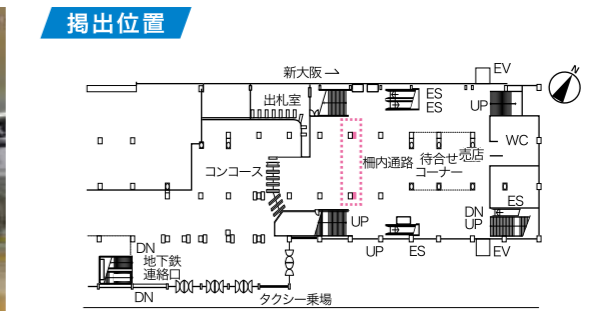 掲出位置
新大阪→
EV
N
出札室
ES
ES
UP
WC
コンコース
柵内通路
待合せ
コーナー
売店
ES
DN
UP
UP
DN
地下鉄
連絡口
UP
ES
EV
DN
タクシー乗場